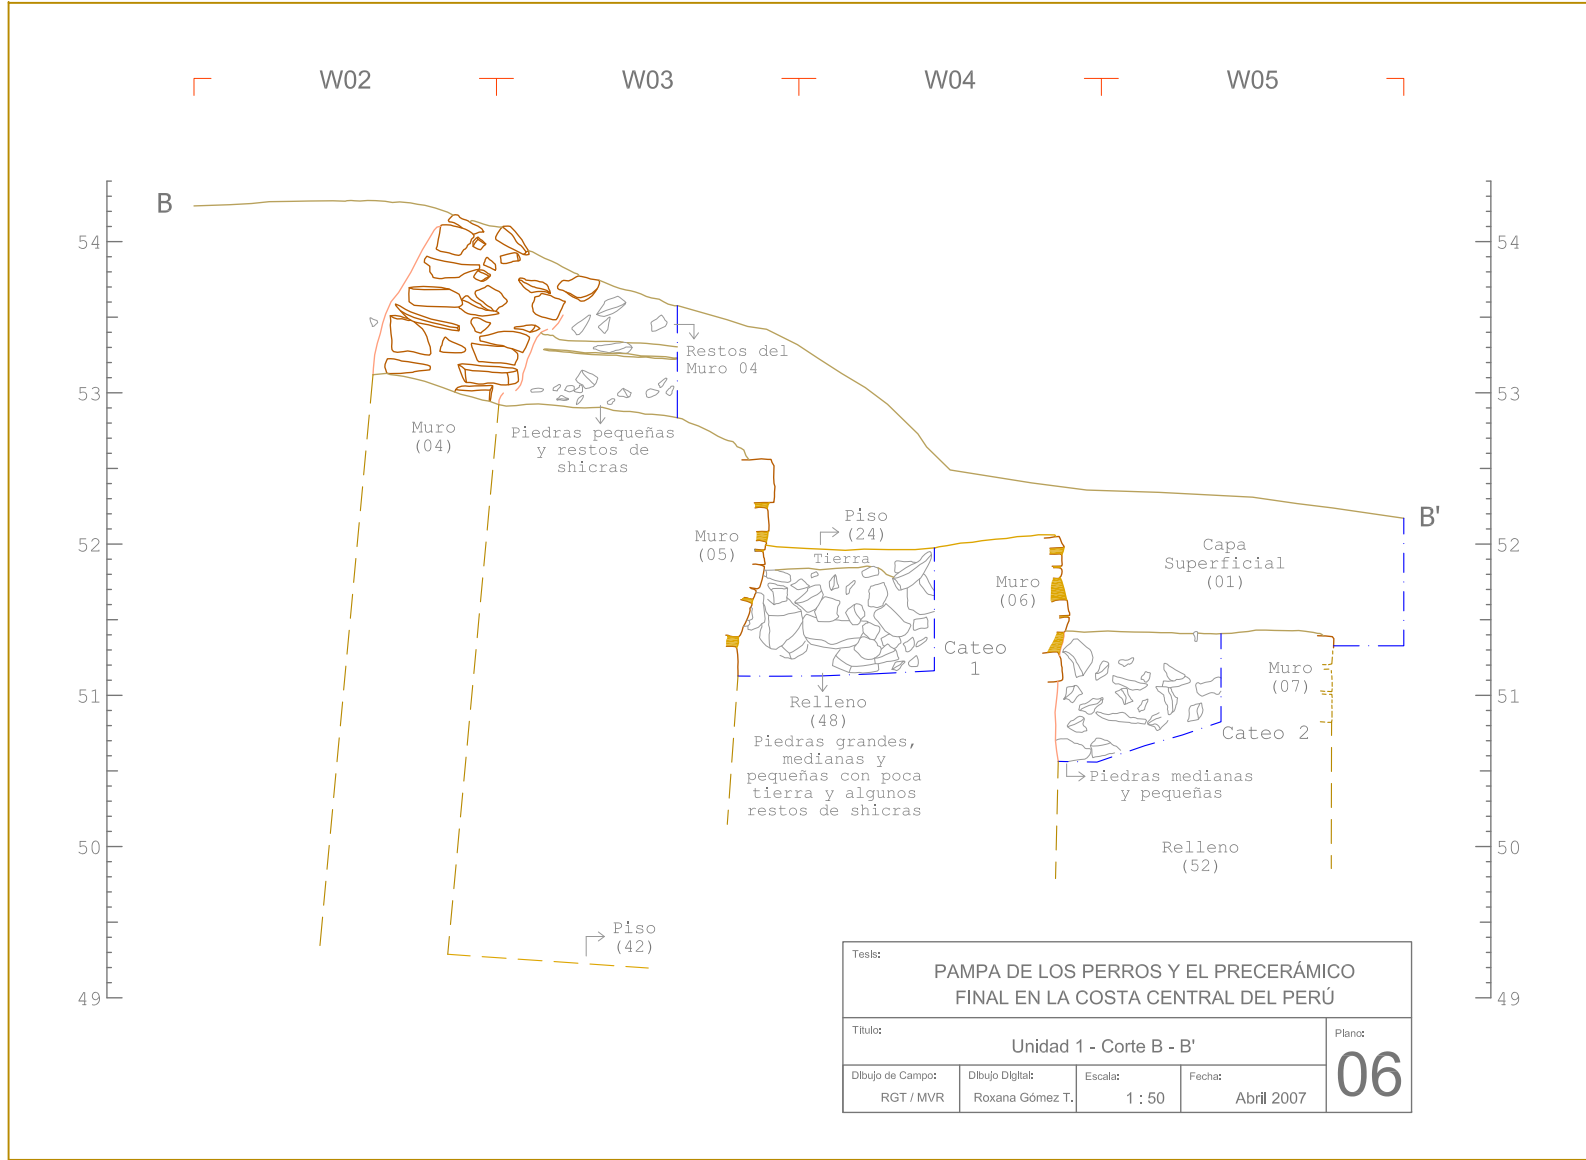 W02 W03 W04 W05
B
54 54
Restos del
Muro 04
53 53
Muro
(04)
Piedras pequeñas
y restos de
shicras
B'
Piso
(24)
Muro
(05)
Tierra
52 52
Capa
Superficial
(01)
Muro
(06)
Cateo
1
Muro
(07)
51 51
Relleno
(48)
Piedras grandes,
medianas y
pequeñas con poca
tierra y algunos
restos de shicras
Cateo 2
Piedras medianas
y pequeñas
50 50
Relleno
(52)
Piso
(42)
49 49
Tesis:
PAMPA DE LOS PERROS Y EL PRECERÁMICO
FINAL EN LA COSTA CENTRAL DEL PERÚ
Título:
Unidad 1 - Corte B - B'
Plano:
06
Dibujo de Campo:
RGT / MVR
Dibujo Digital:
Roxana Gómez T.
Escala:
1 : 50
Fecha:
Abril 2007